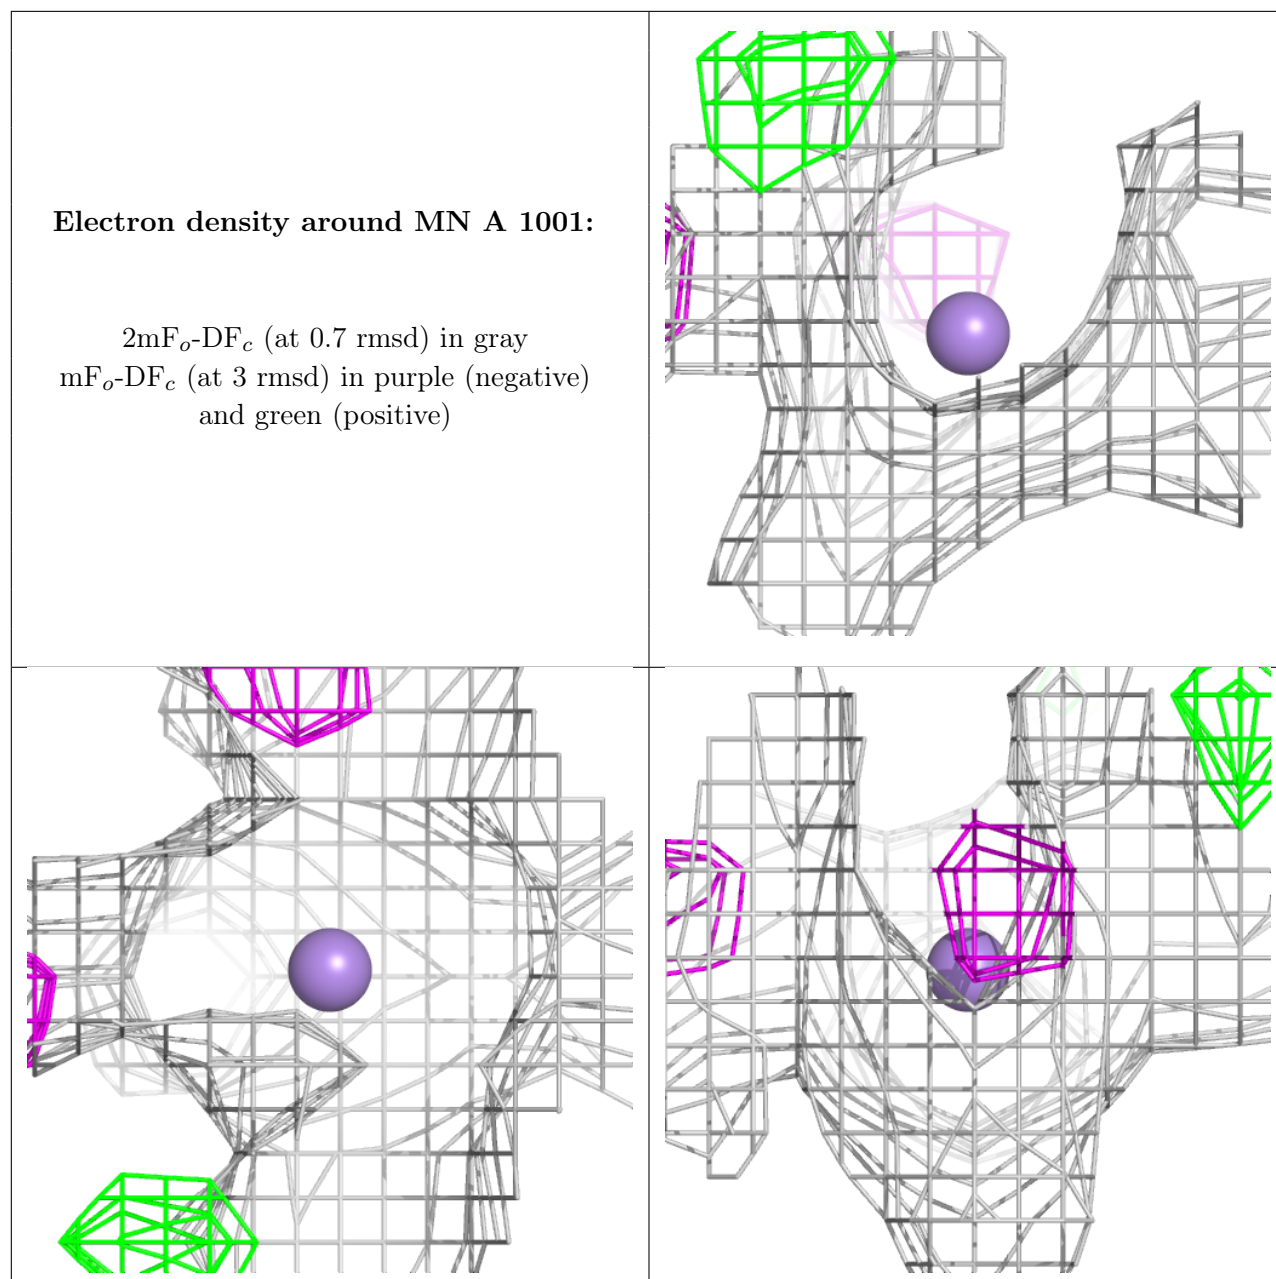 Electron density around MN A 1001:
2mFₒ-DF𝒸 (at 0.7 rmsd) in gray
mFₒ-DF𝒸 (at 3 rmsd) in purple (negative)
and green (positive)